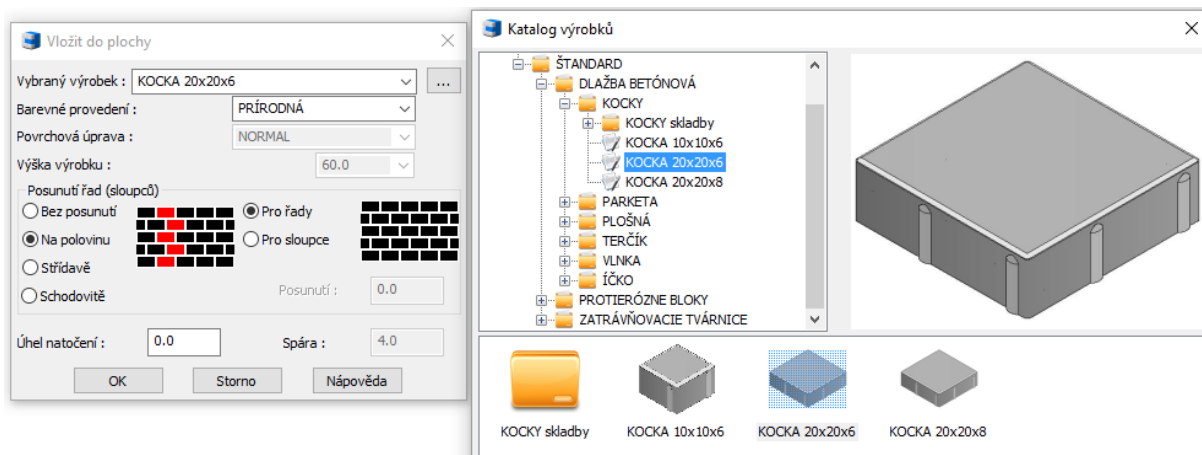 Vložit do plochy
Vybraný výrobek : KOCKA 20x20x6 ...
Barevné provedení : PRÍRODNÁ
Povrchová úprava : NORMAL
Výška výrobku : 60.0
Posunutí řad (sloupců)
Bez posunutí Pro řady
Na polovinu Pro sloupce
Střídavě
Schodovitě Posunutí : 0.0
Úhel natočení : 0.0 Spára : 4.0
OK Storno Nápověda
Katalog výrobků
ŠTANDARD
DLAŽBA BETÓNOVÁ
KOCKY
KOCKY skladby
KOCKA 10x10x6
KOCKA 20x20x6
KOCKA 20x20x8
PARKETA
PLOŠNÁ
TERČÍK
VLNKA
ÍČKO
PROTIERÓZNE BLOKY
ZATRÁVŇOVACIE TVÁRNICE
KOCKY skladby KOCKA 10x10x6 KOCKA 20x20x6 KOCKA 20x20x8